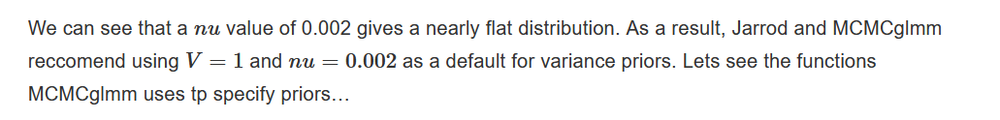 We can see that a nu value of 0.002 gives a nearly flat distribution. As a result, Jarrod and MCMCglmm
reccomend using V = 1 and nu = 0.002 as a default for variance priors. Lets see the functions
MCMCglmm uses tp specify priors…